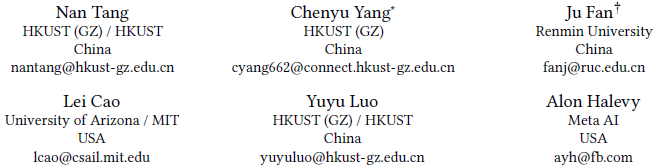 Nan Tang
HKUST (GZ) / HKUST
China
nantang@hkust-gz.edu.cn
Chenyu Yang*
HKUST (GZ)
China
cyang662@connect.hkust-gz.edu.cn
Ju Fan†
Renmin University
China
fanj@ruc.edu.cn
Lei Cao
University of Arizona / MIT
USA
lcao@csail.mit.edu
Yuyu Luo
HKUST (GZ) / HKUST
China
yuyuluo@hkust-gz.edu.cn
Alon Halevy
Meta AI
USA
ayh@fb.com